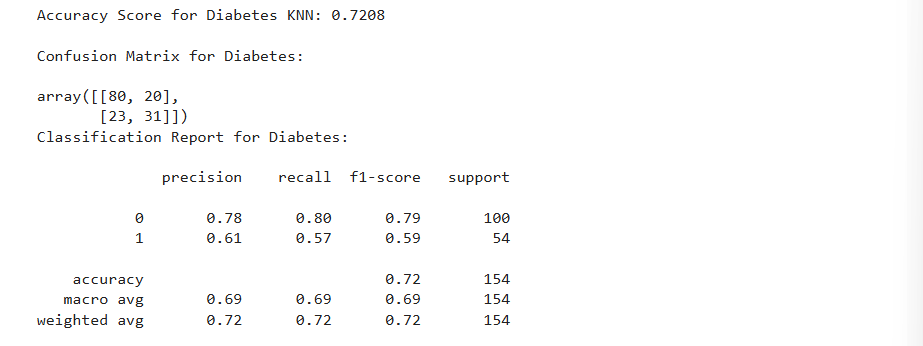 Accuracy Score for Diabetes KNN: 0.7208
Confusion Matrix for Diabetes:
array([[80, 20],
       [23, 31]])
Classification Report for Diabetes:
              precision    recall  f1-score   support
           0       0.78      0.80      0.79       100
           1       0.61      0.57      0.59        54
    accuracy                           0.72       154
   macro avg       0.69      0.69      0.69       154
weighted avg       0.72      0.72      0.72       154